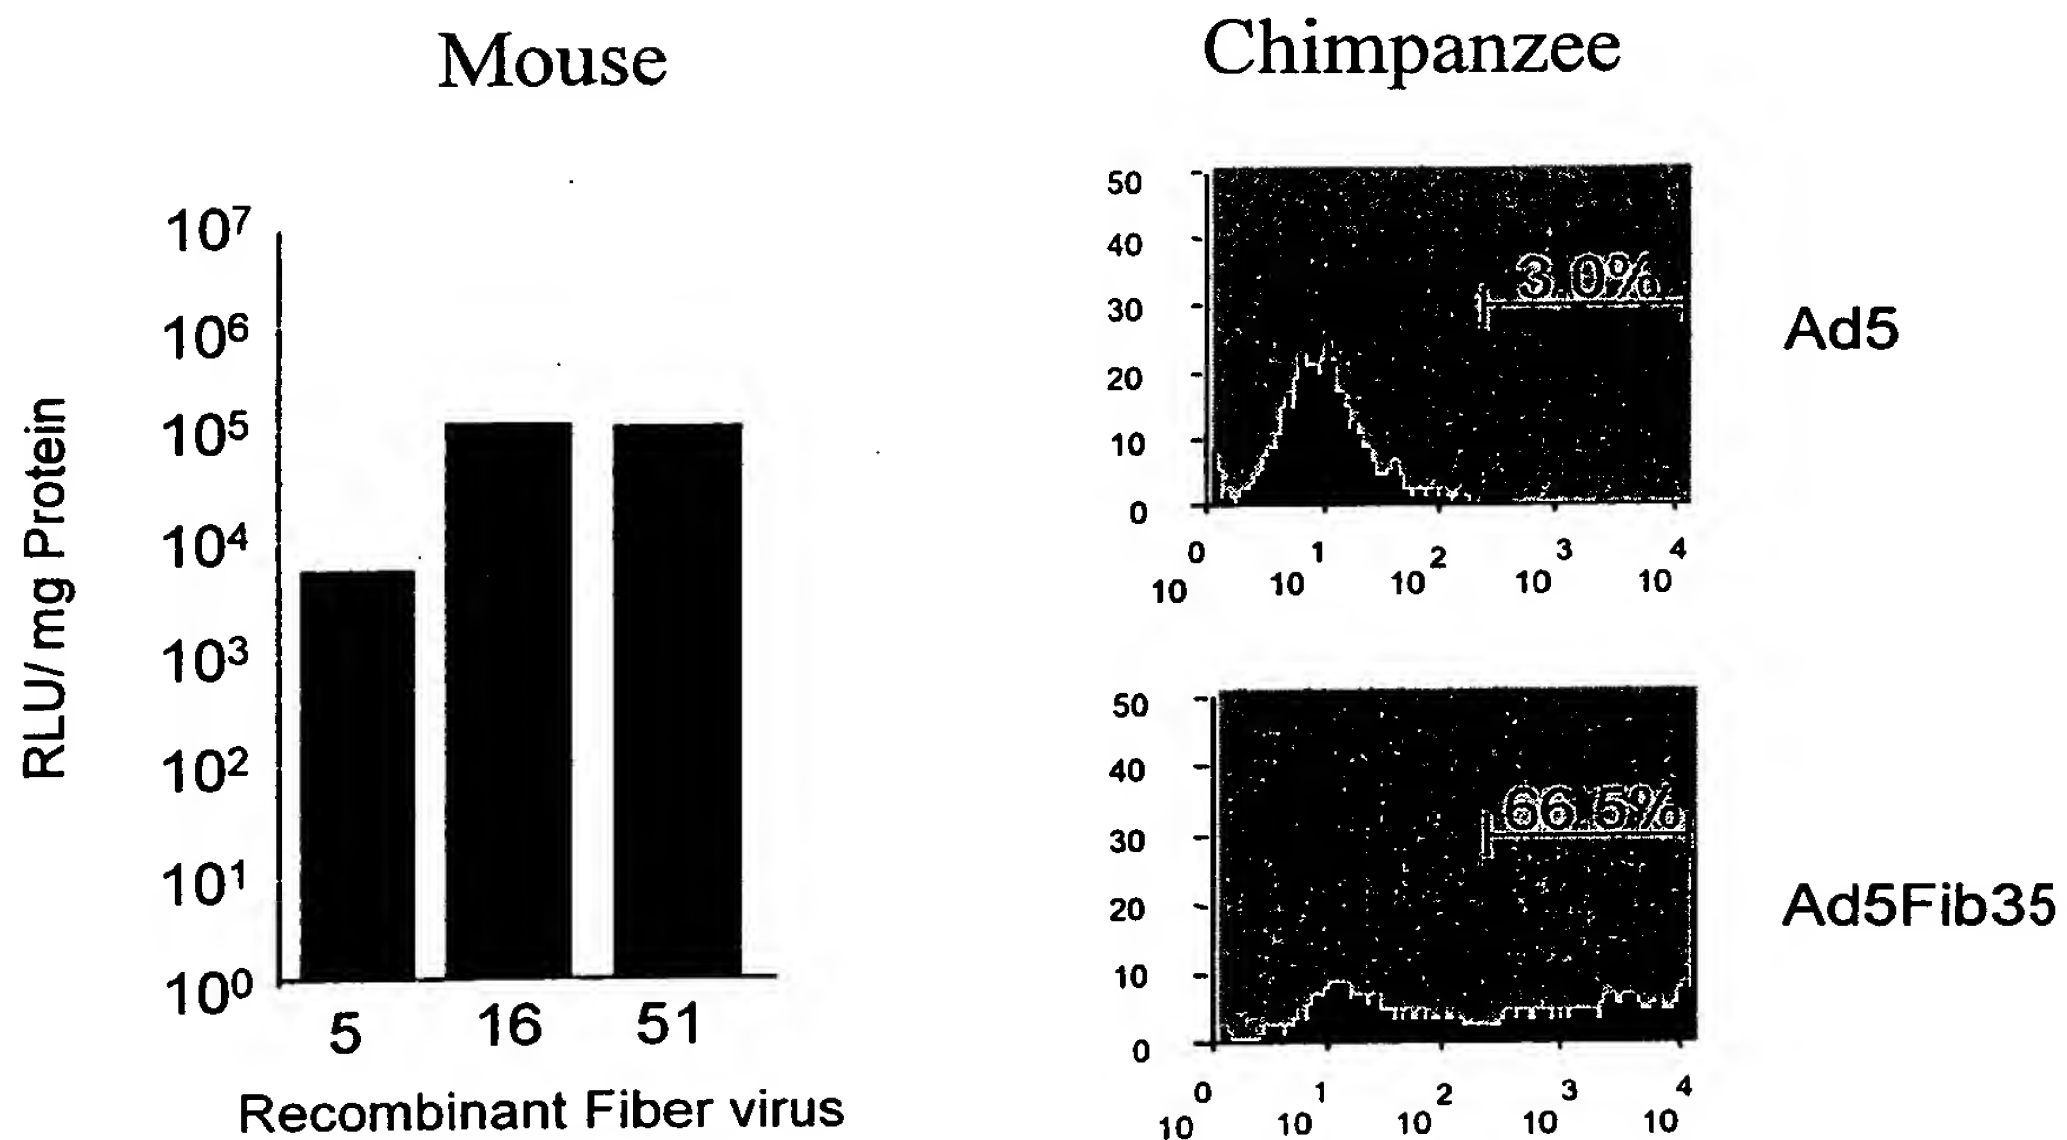 Mouse
RLU/mg Protein
10⁷
10⁶
10⁵
10⁴
10³
10²
10¹
10⁰
5 16 51
Recombinant Fiber virus
Chimpanzee
50
40
30
20
10
0
3.0%
Ad5
10⁰ 10¹ 10² 10³ 10⁴
50
40
30
20
10
0
66.5%
Ad5Fib35
10⁰ 10¹ 10² 10³ 10⁴